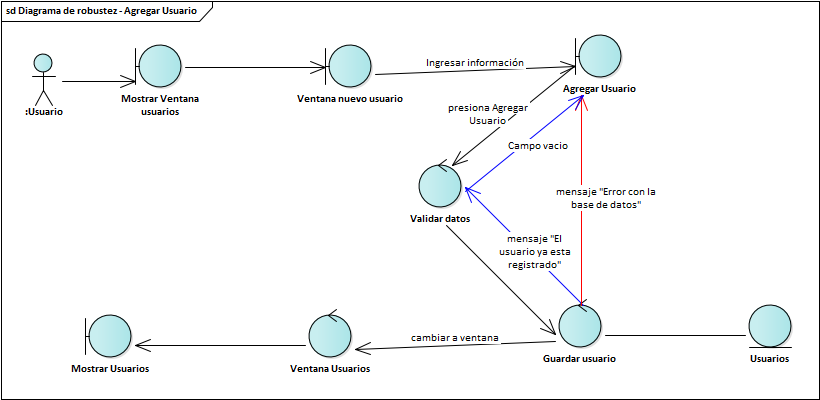 sd Diagrama de robustez - Agregar Usuario
:Usuario
Mostrar Ventana
usuarios
Ventana nuevo usuario
Ingresar información
Agregar Usuario
presiona Agregar
Usuario
Campo vacio
Validar datos
mensaje "Error con la
base de datos"
mensaje "El
usuario ya esta
registrado"
Mostrar Usuarios
Ventana Usuarios
cambiar a ventana
Guardar usuario
Usuarios